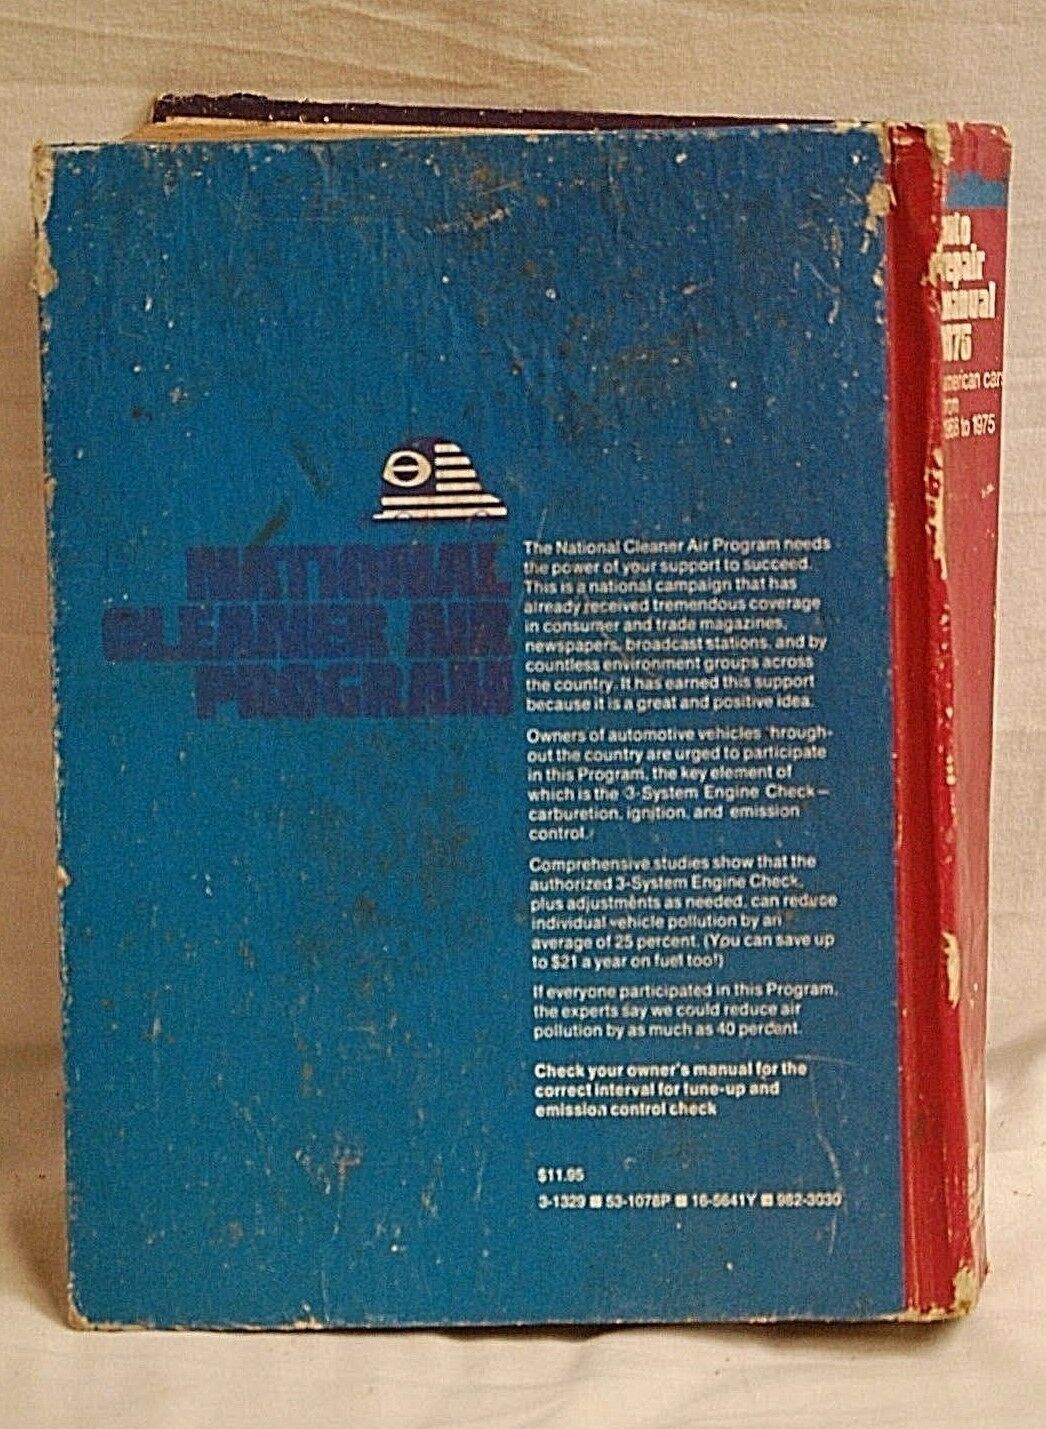 NATIONAL
CLEANER AIR
PROGRAM
The National Cleaner Air Program needs
the power of your support to succeed.
This is a national campaign that has
already received tremendous coverage
in consumer and trade magazines,
newspapers, broadcast stations, and by
countless environment groups across
the country. It has earned this support
because it is a great and positive idea.
Owners of automotive vehicles hrough-
out the country are urged to participate
in this Program, the key element of
which is the 3-System Engine Check—
carburetion, ignition, and emission
control.
Comprehensive studies show that the
authorized 3-System Engine Check,
plus adjustments as needed, can reduce
individual vehicle pollution by an
average of 25 percent. (You can save up
to $21 a year on fuel too!)
If everyone participated in this Program,
the experts say we could reduce air
pollution by as much as 40 percent.
Check your owner's manual for the
correct interval for tune-up and
emission control check
$11.95
3-1329 ■ 53-1076P ■ 16-5641Y ■ 982-3030
uto
repair
manual
1975
merican cars
to 1975